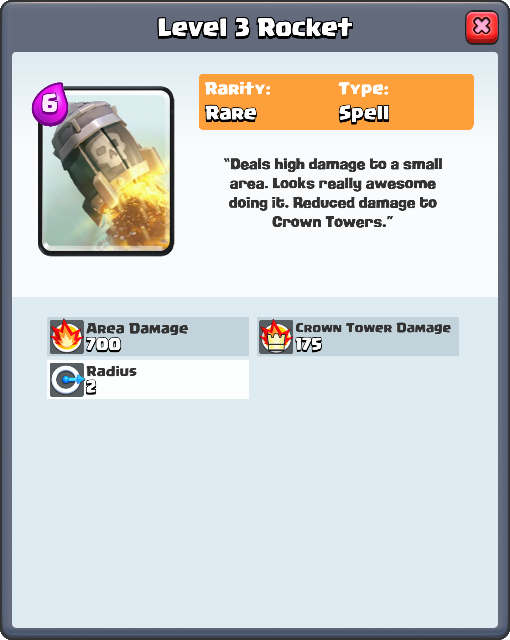 Level 3 Rocket
6
Rarity:
Type:
Rare
Spell
"Deals high damage to a small
area. Looks really awesome
doing it. Reduced damage to
Crown Towers."
Area Damage
700
Crown Tower Damage
175
Radius
2